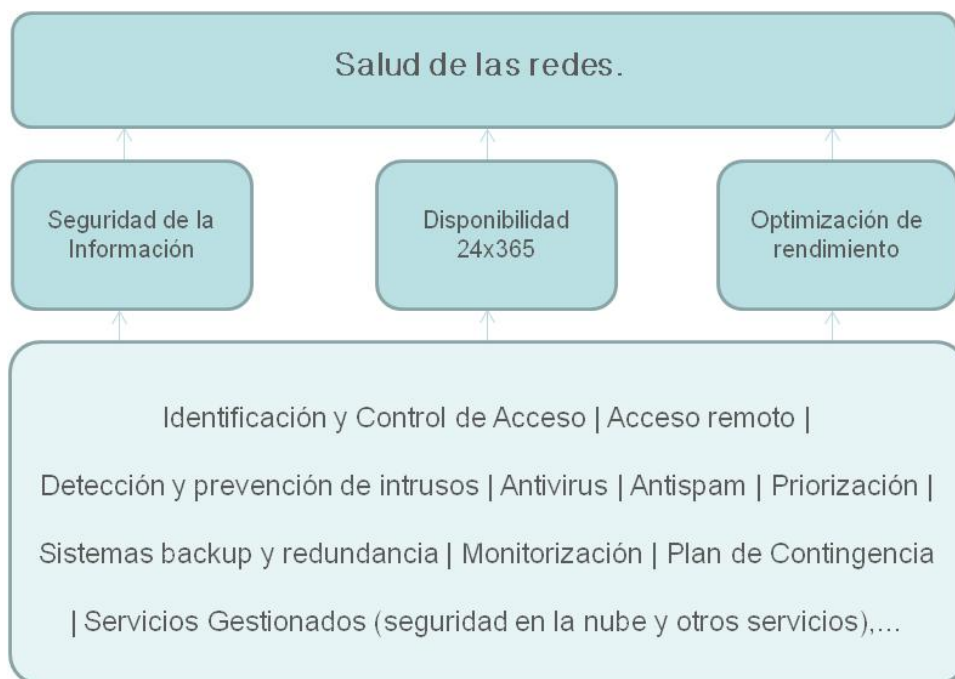 Salud de las redes.
Seguridad de la
Información
Disponibilidad
24x365
Optimización de
rendimiento
Identificación y Control de Acceso | Acceso remoto |
Detección y prevención de intrusos | Antivirus | Antispam | Priorización |
Sistemas backup y redundancia | Monitorización | Plan de Contingencia
| Servicios Gestionados (seguridad en la nube y otros servicios),...